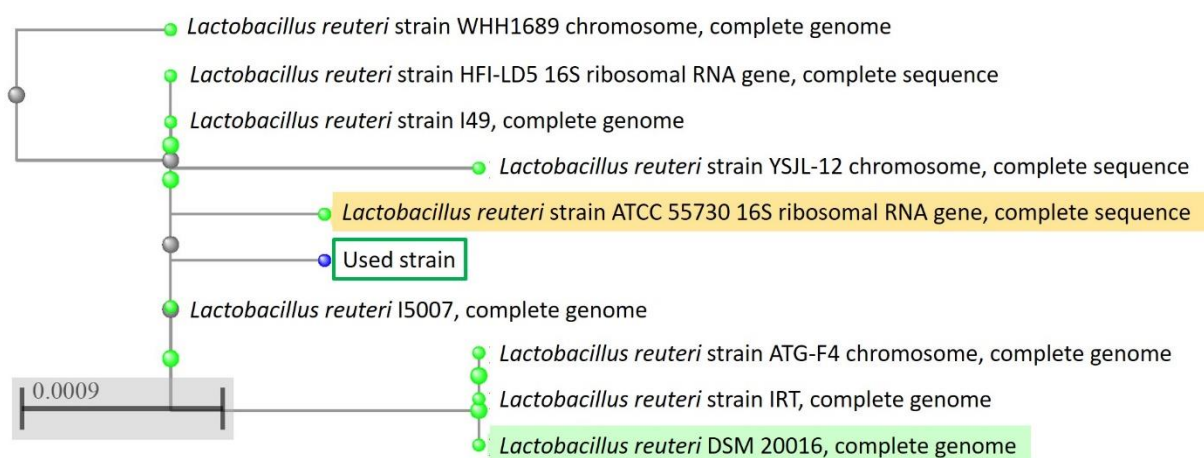 Lactobacillus reuteri strain WHH1689 chromosome, complete genome
Lactobacillus reuteri strain HFI-LD5 16S ribosomal RNA gene, complete sequence
Lactobacillus reuteri strain I49, complete genome
Lactobacillus reuteri strain YSJL-12 chromosome, complete sequence
Lactobacillus reuteri strain ATCC 55730 16S ribosomal RNA gene, complete sequence
Used strain
Lactobacillus reuteri I5007, complete genome
Lactobacillus reuteri strain ATG-F4 chromosome, complete genome
0.0009
Lactobacillus reuteri strain IRT, complete genome
Lactobacillus reuteri DSM 20016, complete genome